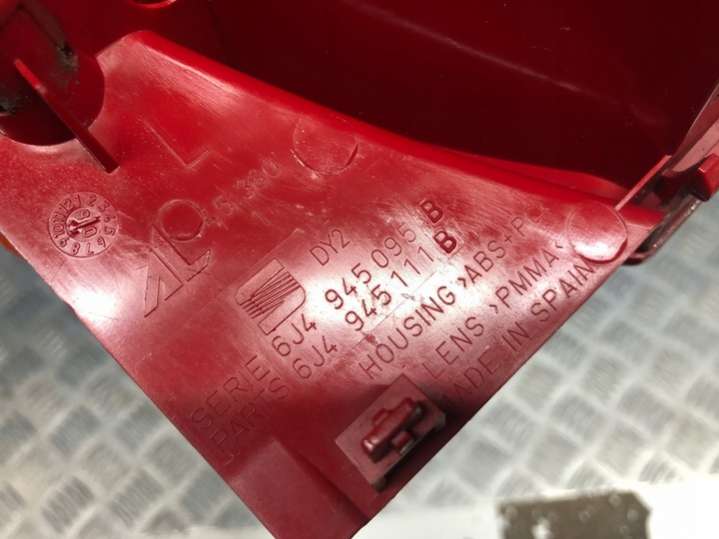 L
DY2
SERIE 6J4 945 095 B
PARTS 6J4 945 111 B
HOUSING >ABS+PC
LENS >PMMA<
MADE IN SPAIN